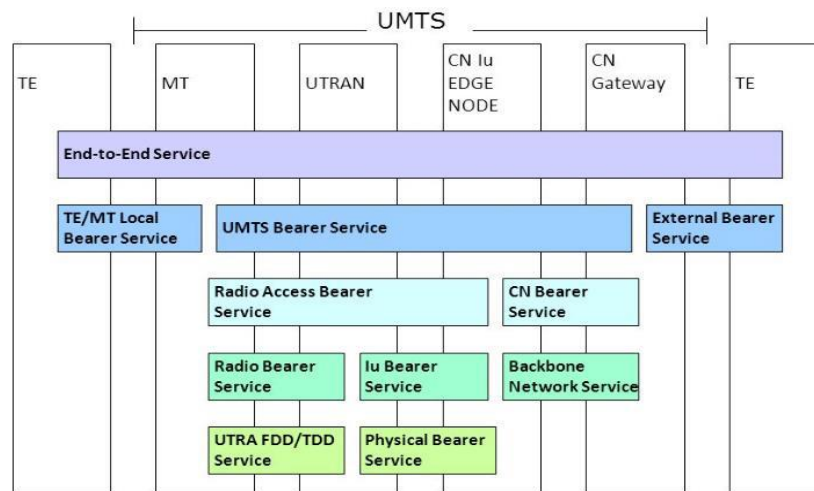 UMTS
TE
MT
UTRAN
CN Iu
EDGE
NODE
CN
Gateway
TE
End-to-End Service
TE/MT Local
Bearer Service
UMTS Bearer Service
External Bearer
Service
Radio Access Bearer
Service
CN Bearer
Service
Radio Bearer
Service
Iu Bearer
Service
Backbone
Network Service
UTRA FDD/TDD
Service
Physical Bearer
Service